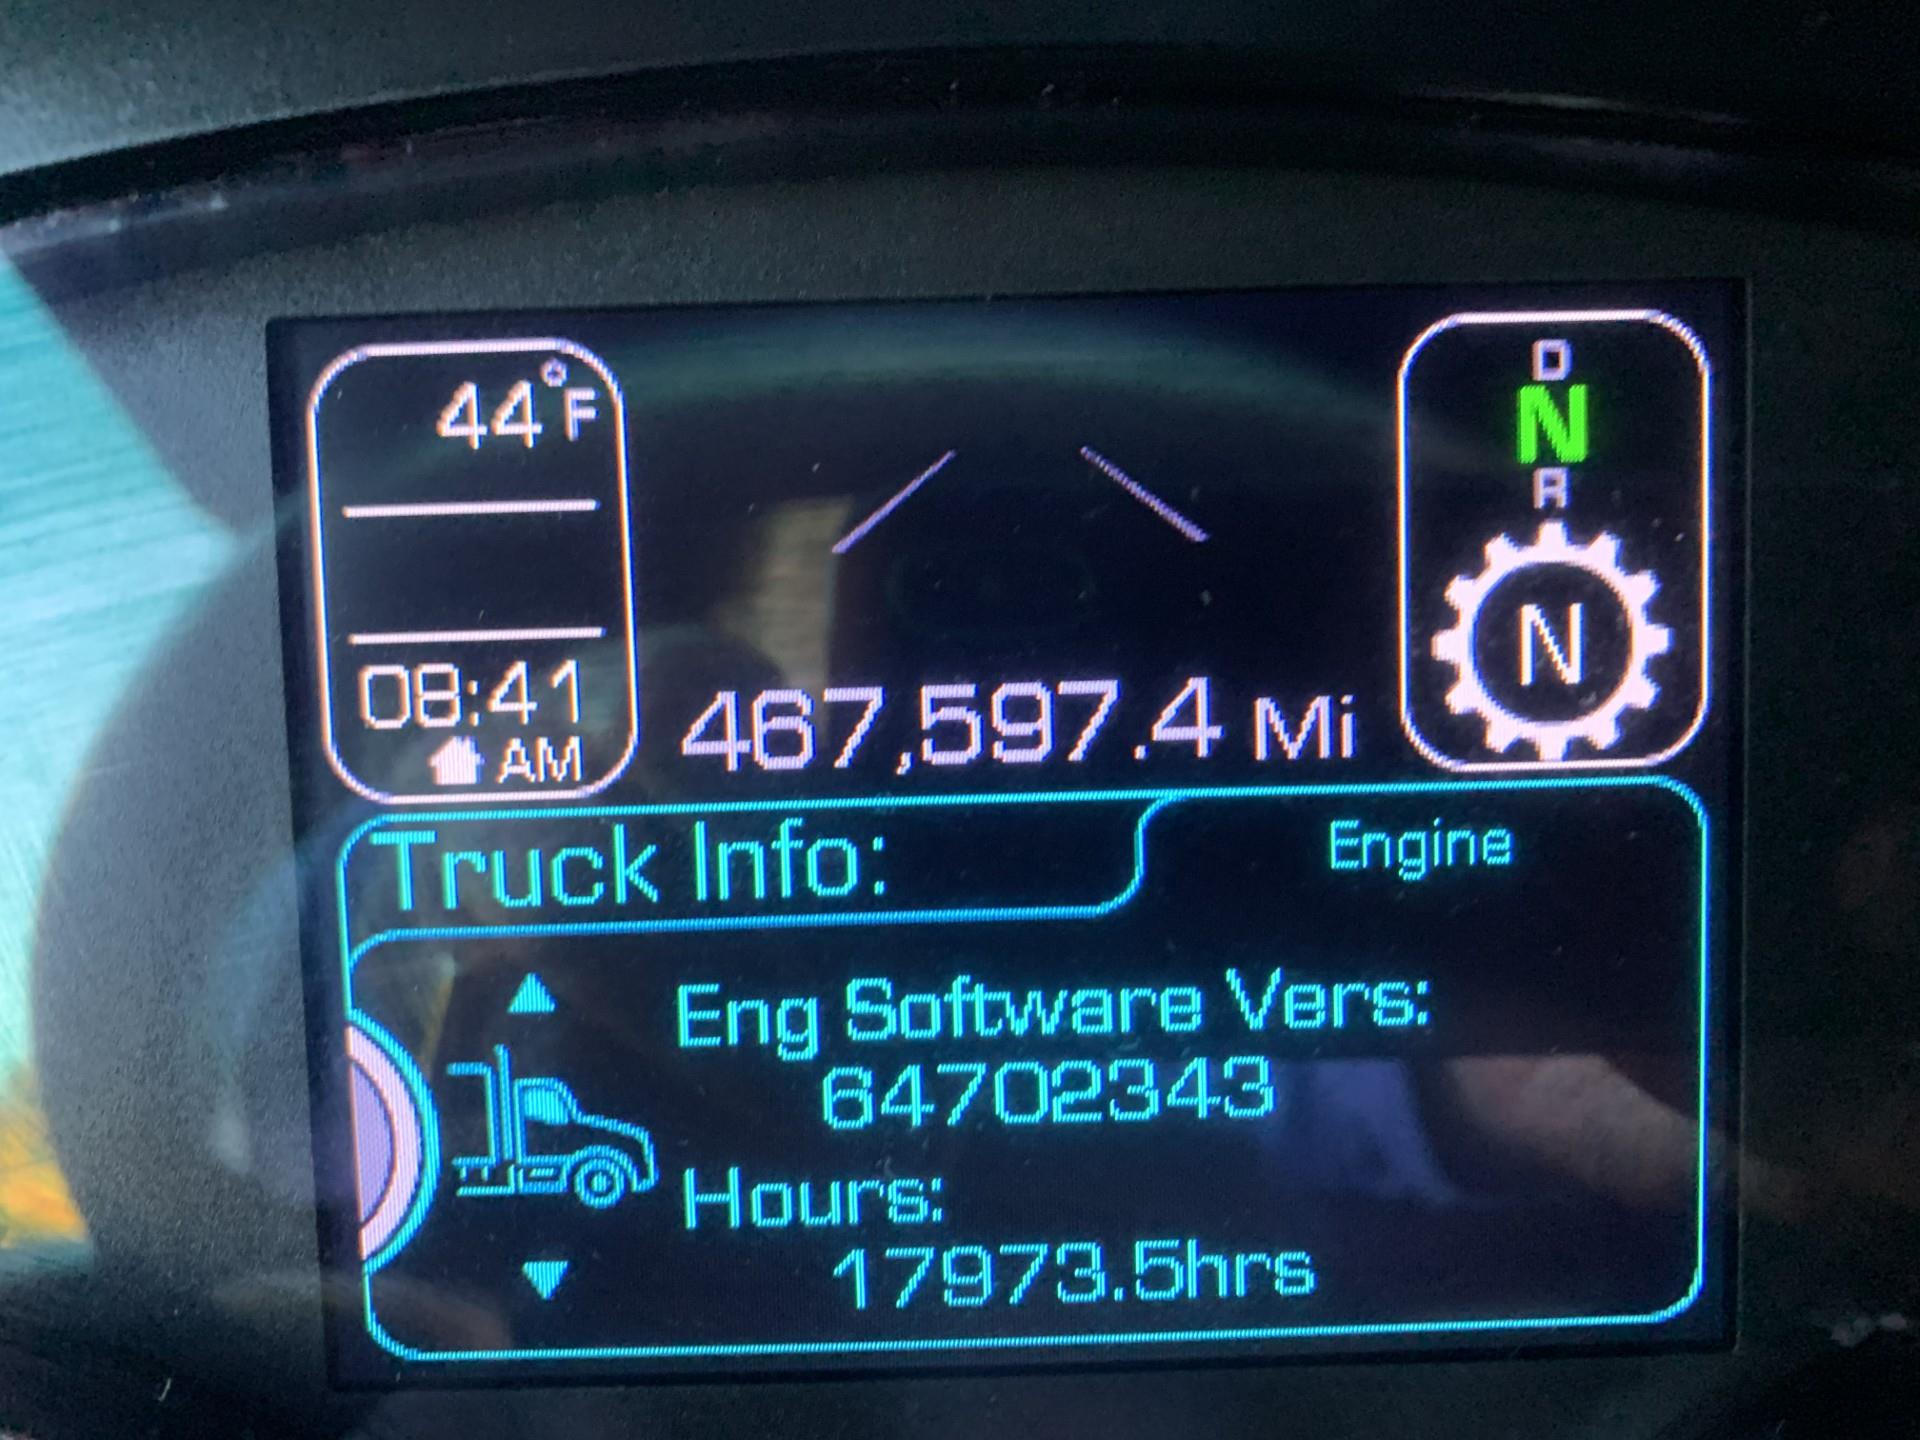 44°F
08:41
AM
467,597.4 Mi
D
N
R
N
Truck Info:
Engine
Eng Software Vers:
64702343
Hours:
17973.5hrs